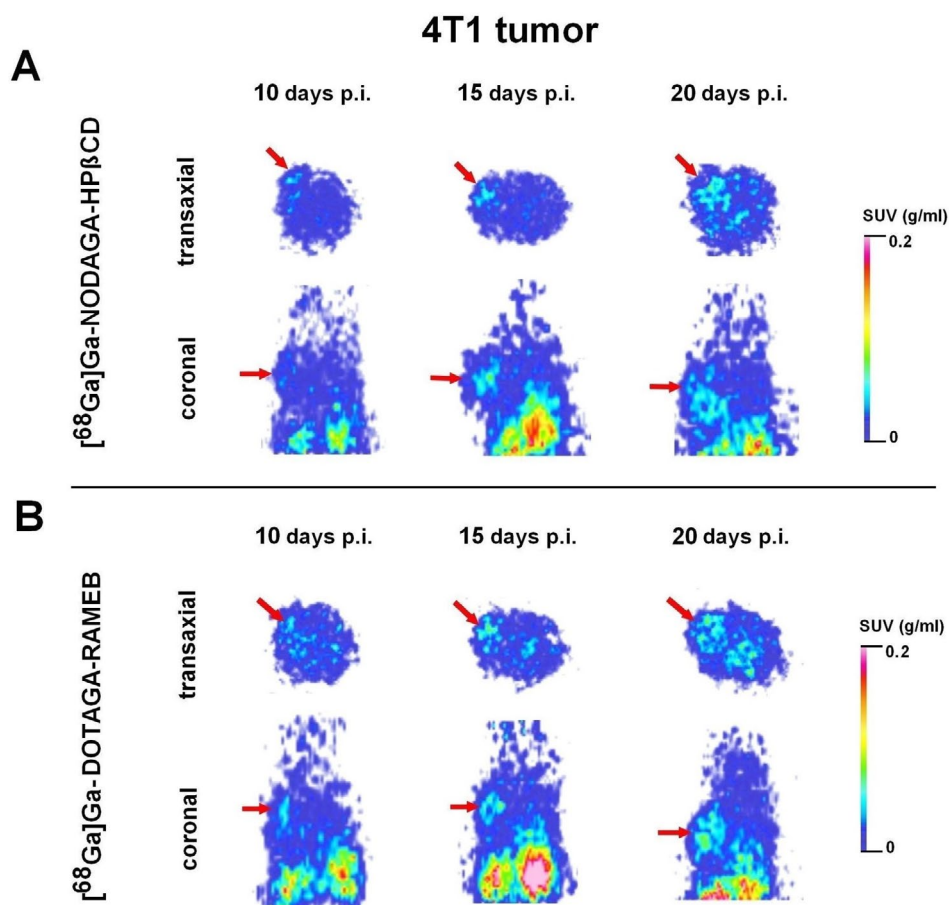 4T1 tumor
A
10 days p.i.
15 days p.i.
20 days p.i.
[⁶⁸Ga]Ga-NODAGA-HPβCD
transaxial
coronal
SUV (g/ml)
0.2
0
B
10 days p.i.
15 days p.i.
20 days p.i.
[⁶⁸Ga]Ga-DOTAGA-RAMEB
transaxial
coronal
SUV (g/ml)
0.2
0